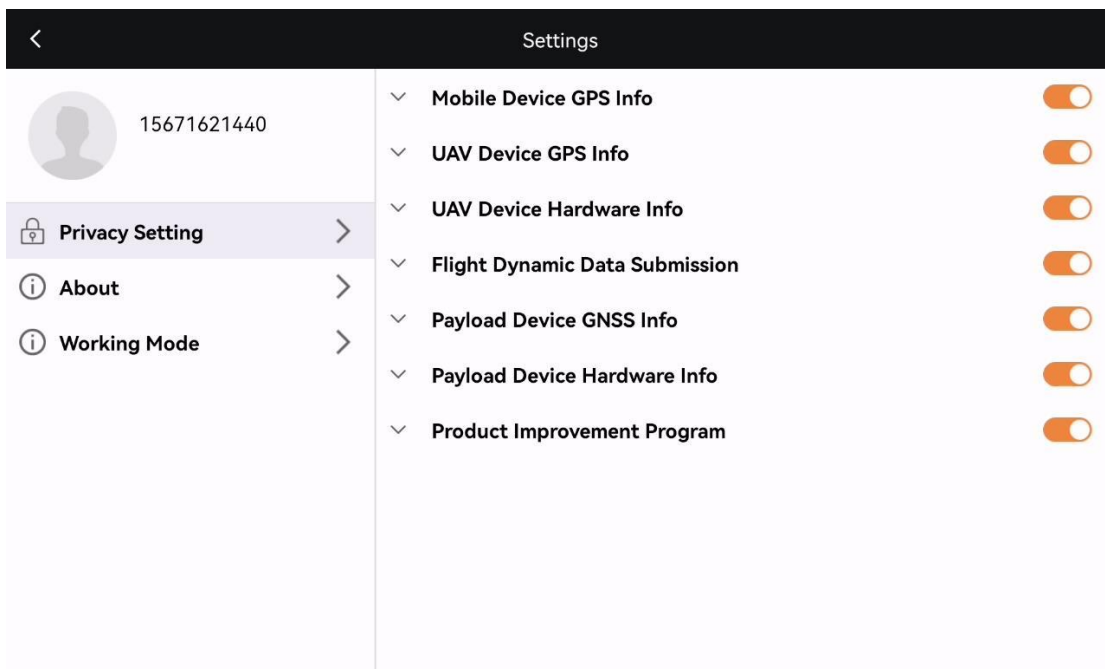 Settings
15671621440
Privacy Setting
About
Working Mode
Mobile Device GPS Info
UAV Device GPS Info
UAV Device Hardware Info
Flight Dynamic Data Submission
Payload Device GNSS Info
Payload Device Hardware Info
Product Improvement Program